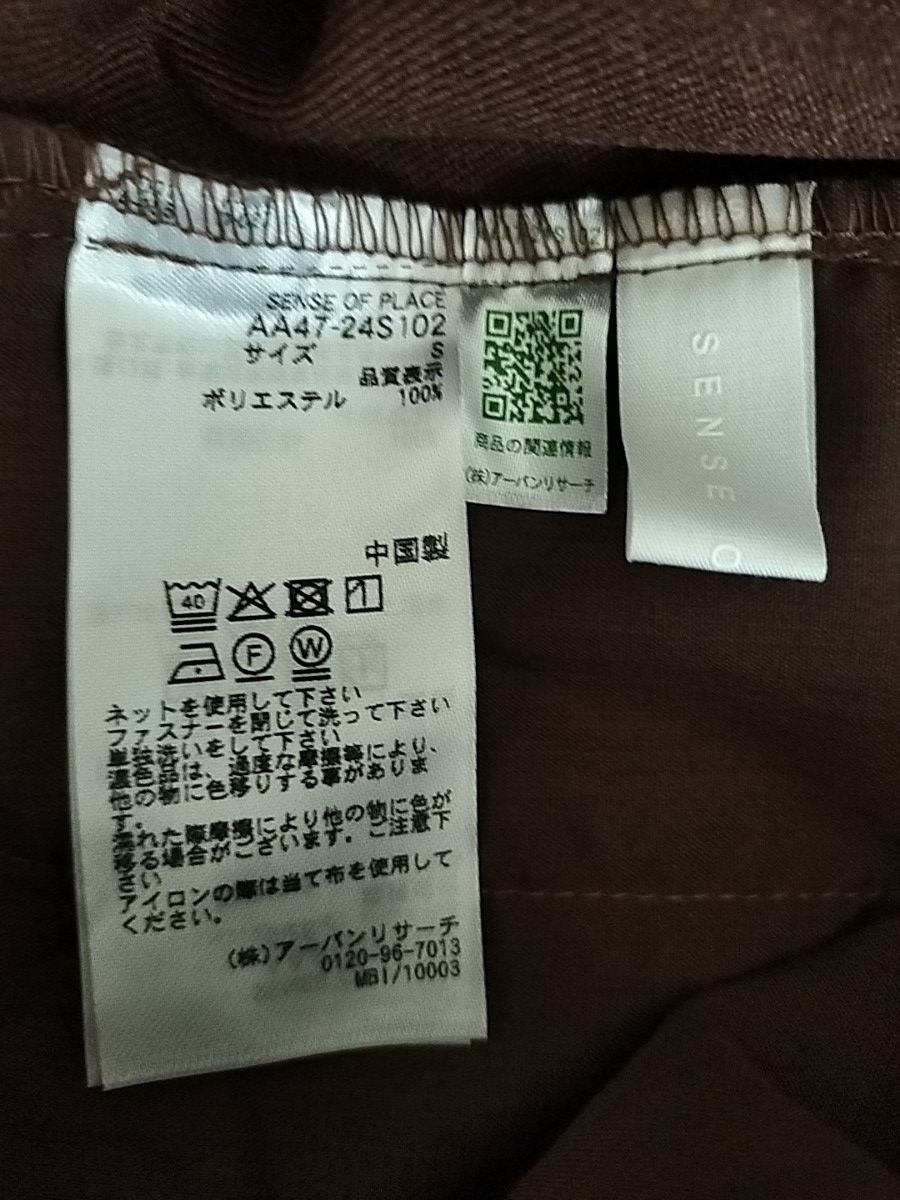 SENSE OF PLACE
AA47-24S102
サイズ S
品質表示
ポリエステル 100%
中国製
40
F W
ネットを使用して下さい
ファスナーを閉じて洗って下さい
単独洗いをして下さい
濃色品は、過度な摩擦等により、
他の物に色移りする事がありま
す。
濡れた際摩擦により他の物に色が
移る場合がございます。ご注意下
さい
アイロンの際は当て布を使用して
ください。
(株)アーバンリサーチ
0120-96-7013
MBI/10003
商品の関連情報
(株)アーバンリサーチ
SENSE O